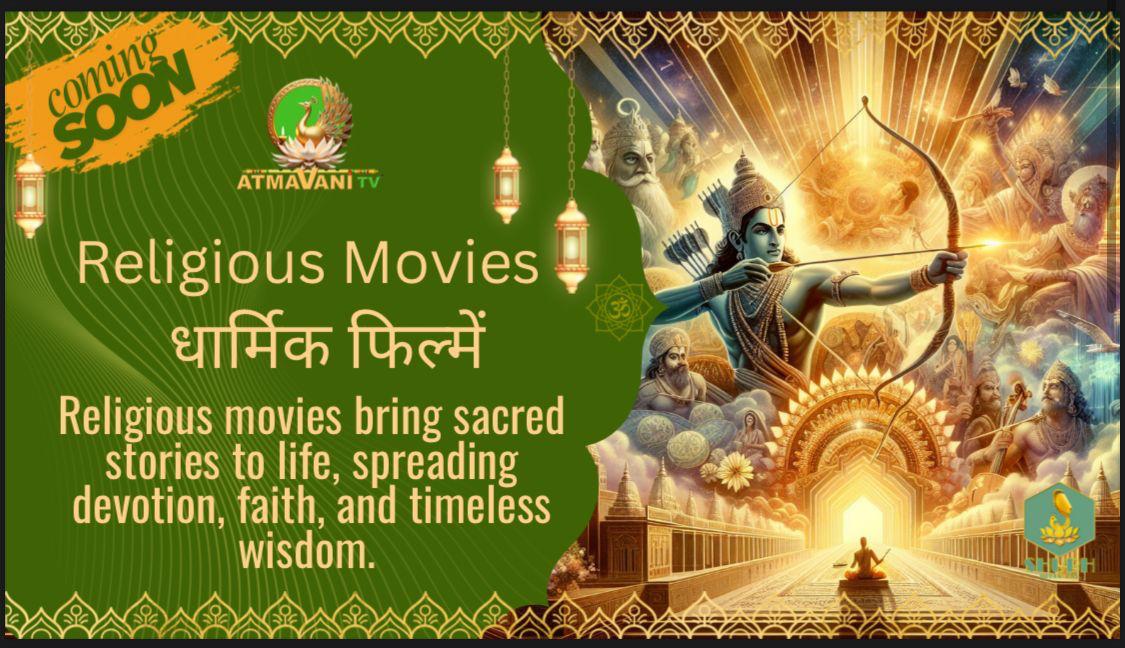 coming
SOON
ATMAVANI TV
Religious Movies
धार्मिक फिल्में
Religious movies bring sacred
stories to life, spreading
devotion, faith, and timeless
wisdom.
ॐ